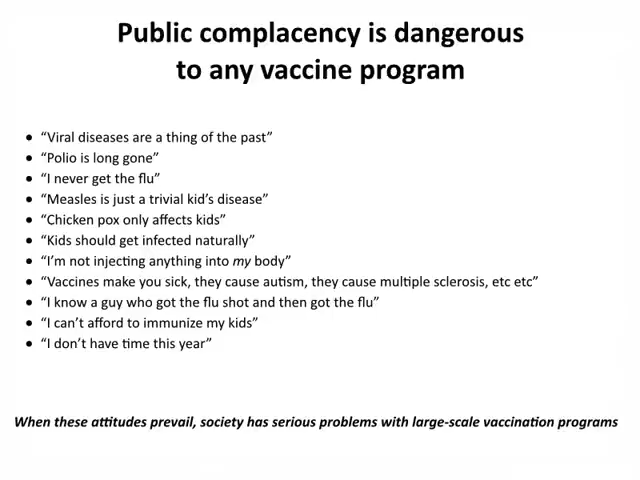 Public complacency is dangerous
to any vaccine program
• “Viral diseases are a thing of the past”
• “Polio is long gone”
• “I never get the flu”
• “Measles is just a trivial kid’s disease”
• “Chicken pox only affects kids”
• “Kids should get infected naturally”
• “I’m not injecting anything into my body”
• “Vaccines make you sick, they cause autism, they cause multiple sclerosis, etc etc”
• “I know a guy who got the flu shot and then got the flu”
• “I can’t afford to immunize my kids”
• “I don’t have time this year”
When these attitudes prevail, society has serious problems with large-scale vaccination programs